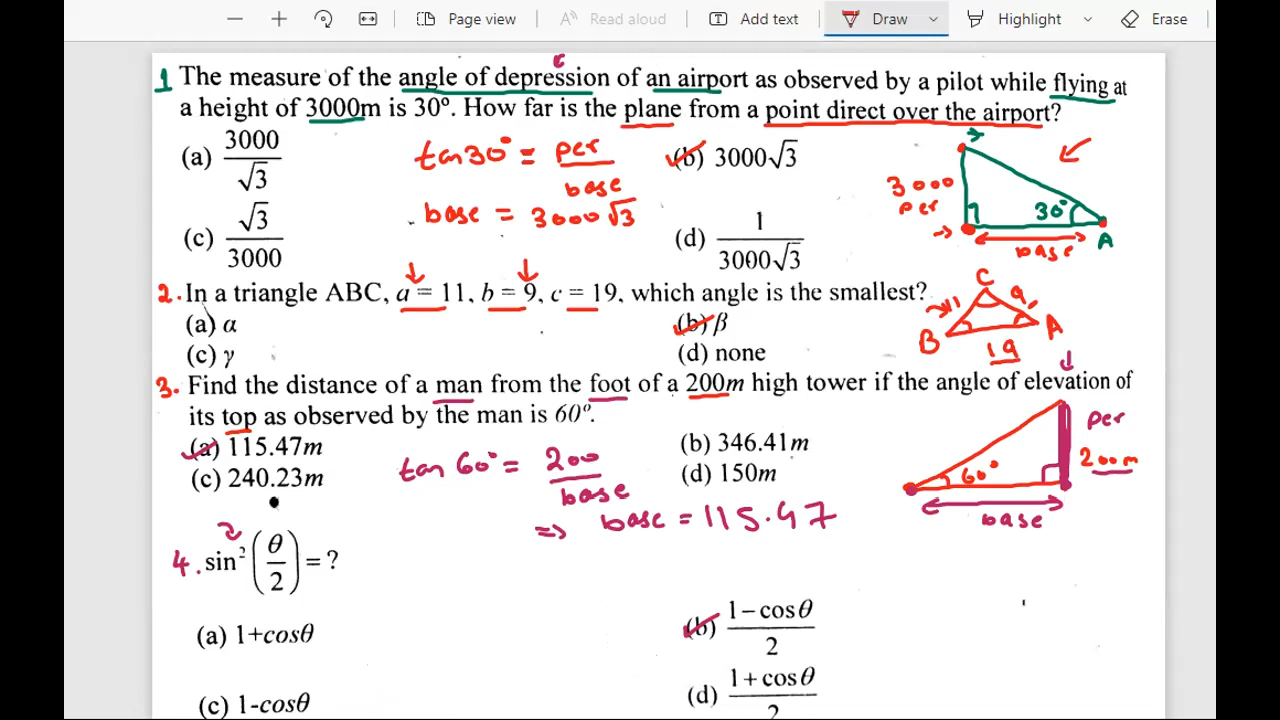 Page view Read aloud Add text Draw Highlight Erase
1 The measure of the angle of depression of an airport as observed by a pilot while flying at
a height of 3000m is 30º. How far is the plane from a point direct over the airport?
(a) 3000/√3
tan30° = per/base
(b) 3000√3
3000
per
30°
A
base
base = 3000√3
(c) √3/3000
(d) 1/3000√3
2. In a triangle ABC, a = 11, b = 9, c = 19, which angle is the smallest?
(a) α
(b) β
C
11 9
B A
19
(c) γ
(d) none
3. Find the distance of a man from the foot of a 200m high tower if the angle of elevation of
its top as observed by the man is 60º.
(a) 115.47m
(b) 346.41m
per
200m
60°
base
(c) 240.23m
tan 60° = 200/base
(d) 150m
⇒ base = 115.47
4. sin²(θ/2) = ?
(a) 1+cosθ
(b) 1−cosθ/2
(c) 1-cosθ
(d) 1+cosθ/2